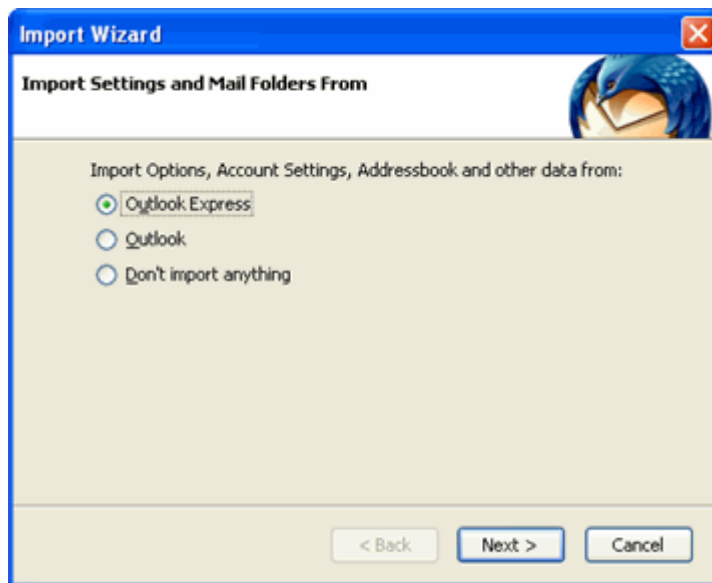 Import Wizard
Import Settings and Mail Folders From
Import Options, Account Settings, Addressbook and other data from:
Outlook Express
Outlook
Don't import anything
< Back Next > Cancel